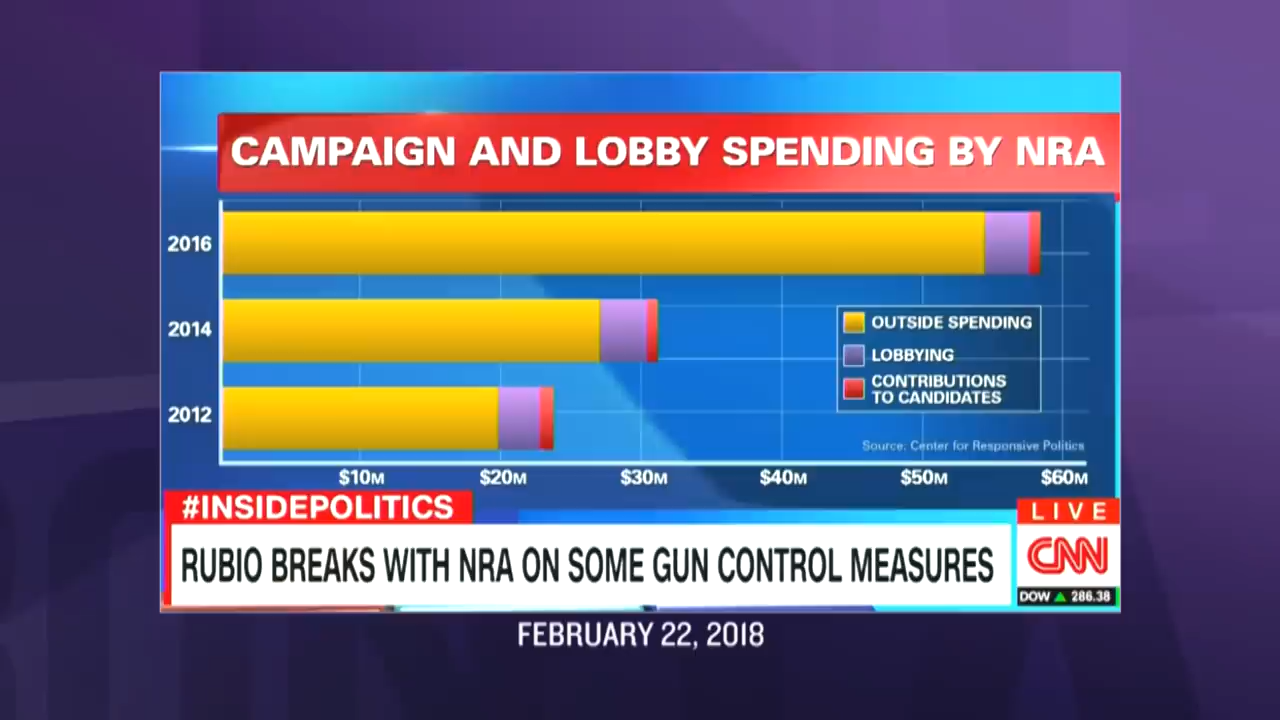 CAMPAIGN AND LOBBY SPENDING BY NRA
2016
2014
2012
OUTSIDE SPENDING
LOBBYING
CONTRIBUTIONS
TO CANDIDATES
Source: Center for Responsive Politics
$10M $20M $30M $40M $50M $60M
#INSIDEPOLITICS
LIVE
RUBIO BREAKS WITH NRA ON SOME GUN CONTROL MEASURES
CNN
DOW ▲ 286.38
FEBRUARY 22, 2018